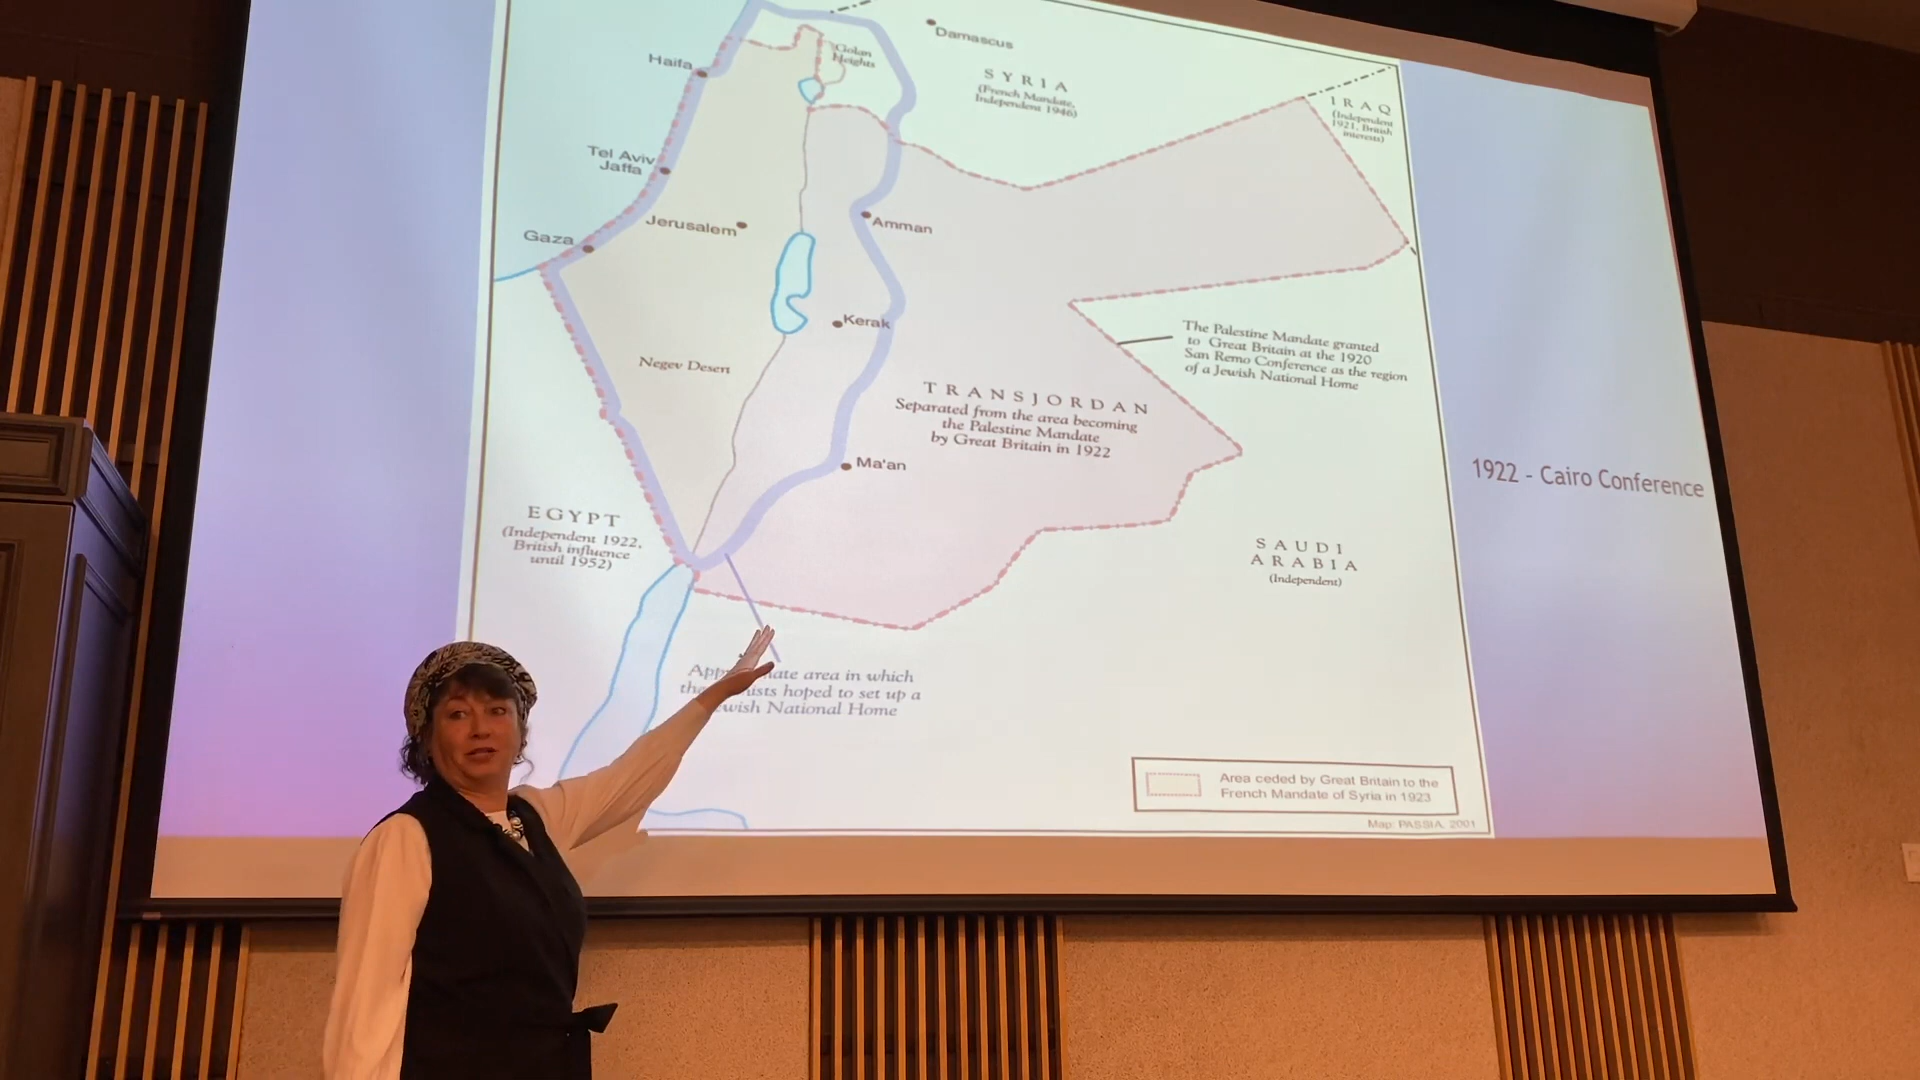 Damascus
Golan
Heights
Haifa
SYRIA
(French Mandate,
Independent 1946)
IRAQ
(Independent
1921, British
interests)
Tel Aviv
Jaffa
Jerusalem
Amman
Gaza
Kerak
The Palestine Mandate granted
to Great Britain at the 1920
San Remo Conference as the region
of a Jewish National Home
Negev Desert
TRANSJORDAN
Separated from the area becoming
the Palestine Mandate
by Great Britain in 1922
Ma'an
1922 - Cairo Conference
EGYPT
(Independent 1922,
British influence
until 1952)
SAUDI
ARABIA
(Independent)
area in which
hoped to set up a
National Home
Area ceded by Great Britain to the
French Mandate of Syria in 1923
Map: PASSIA, 2001